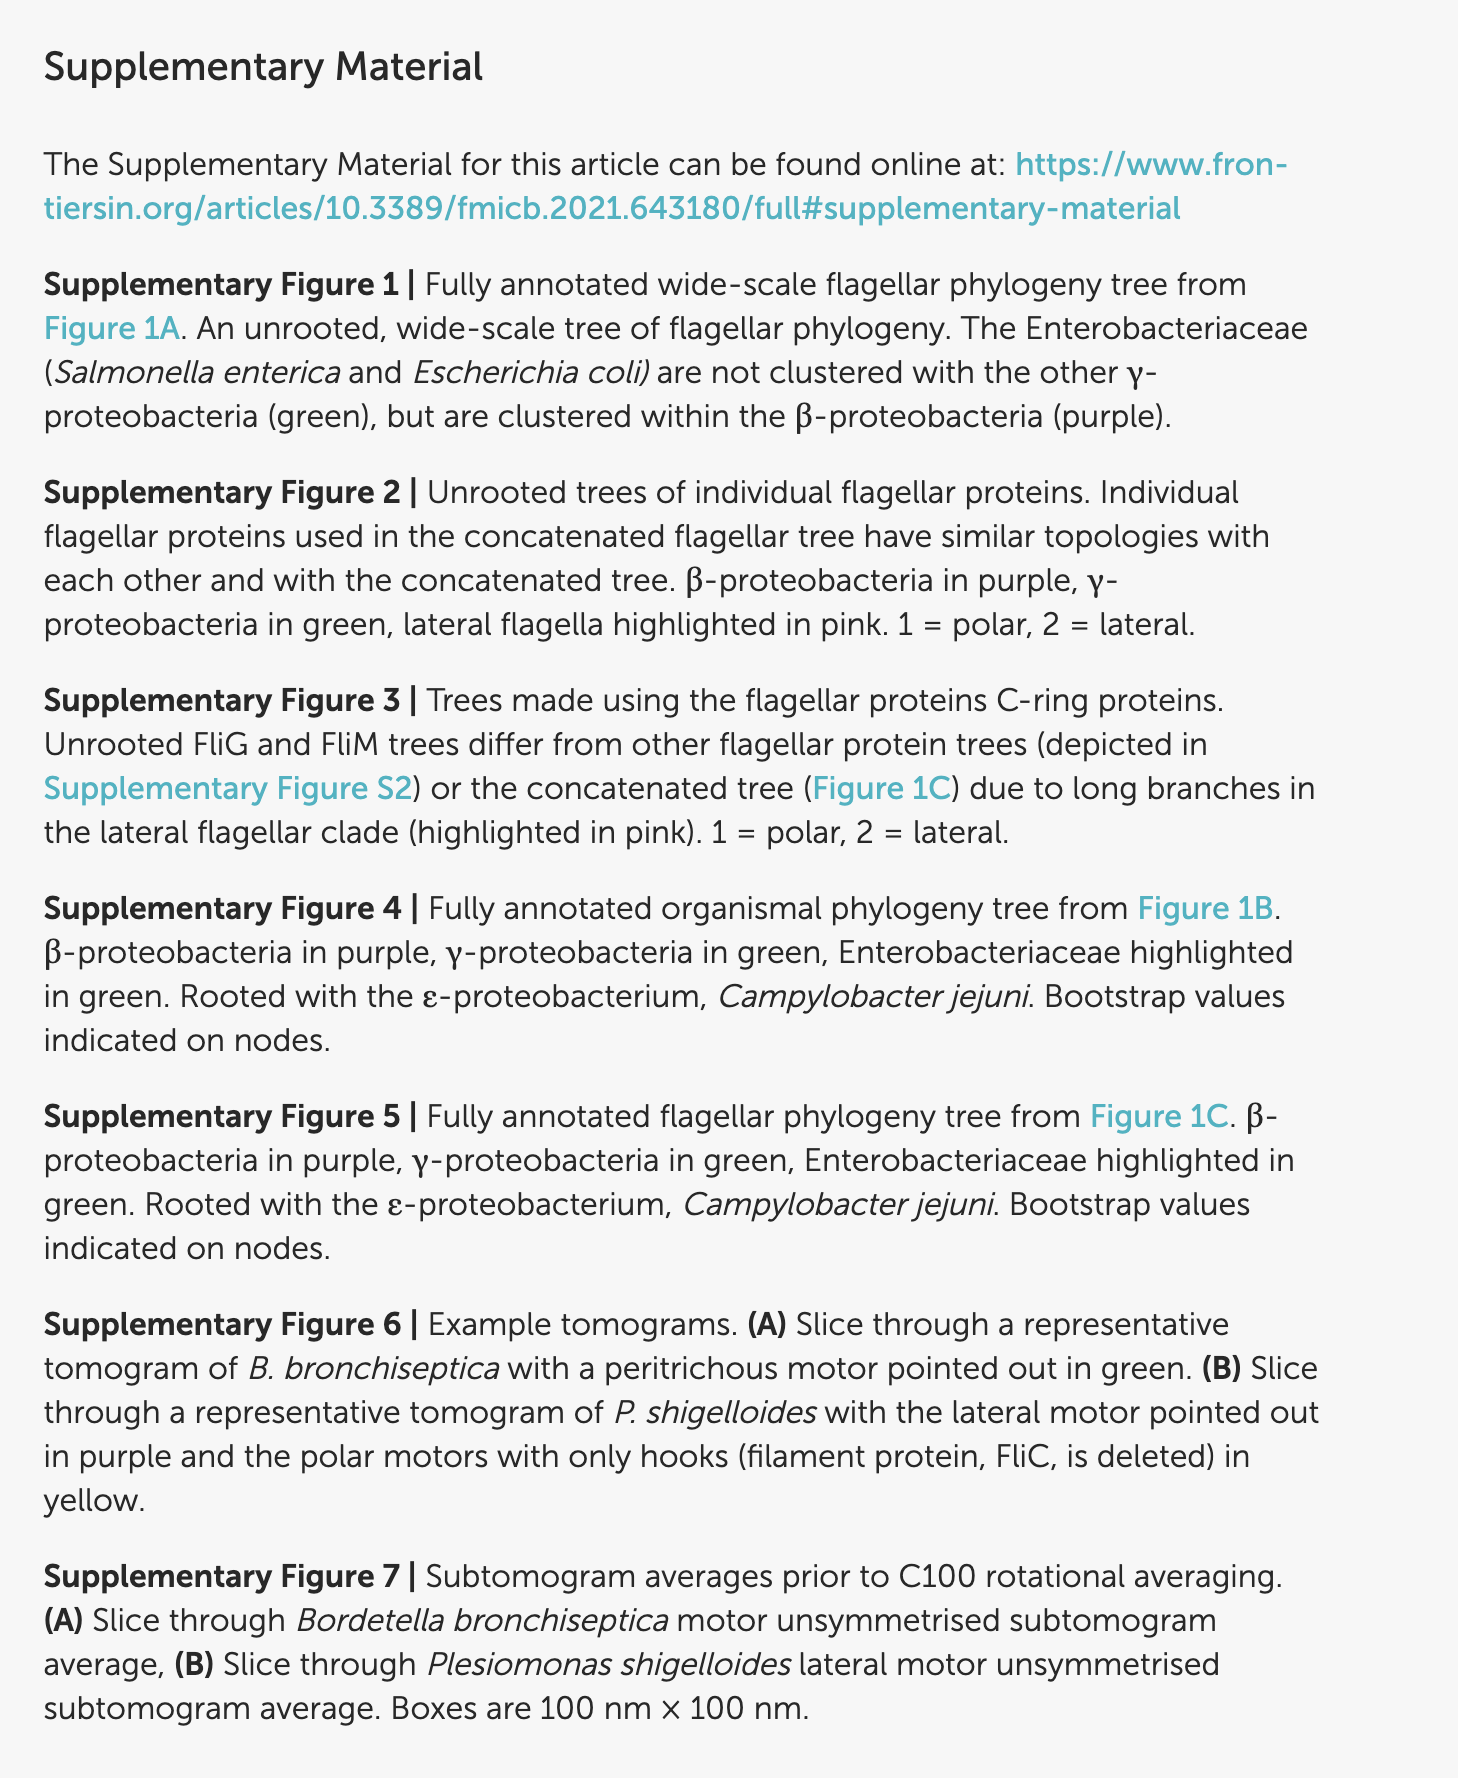 Supplementary Material
The Supplementary Material for this article can be found online at: https://www.fron-
tiersin.org/articles/10.3389/fmicb.2021.643180/full#supplementary-material
Supplementary Figure 1 | Fully annotated wide-scale flagellar phylogeny tree from
Figure 1A. An unrooted, wide-scale tree of flagellar phylogeny. The Enterobacteriaceae
(Salmonella enterica and Escherichia coli) are not clustered with the other γ-
proteobacteria (green), but are clustered within the β-proteobacteria (purple).
Supplementary Figure 2 | Unrooted trees of individual flagellar proteins. Individual
flagellar proteins used in the concatenated flagellar tree have similar topologies with
each other and with the concatenated tree. β-proteobacteria in purple, γ-
proteobacteria in green, lateral flagella highlighted in pink. 1 = polar, 2 = lateral.
Supplementary Figure 3 | Trees made using the flagellar proteins C-ring proteins.
Unrooted FliG and FliM trees differ from other flagellar protein trees (depicted in
Supplementary Figure S2) or the concatenated tree (Figure 1C) due to long branches in
the lateral flagellar clade (highlighted in pink). 1 = polar, 2 = lateral.
Supplementary Figure 4 | Fully annotated organismal phylogeny tree from Figure 1B.
β-proteobacteria in purple, γ-proteobacteria in green, Enterobacteriaceae highlighted
in green. Rooted with the ε-proteobacterium, Campylobacter jejuni. Bootstrap values
indicated on nodes.
Supplementary Figure 5 | Fully annotated flagellar phylogeny tree from Figure 1C. β-
proteobacteria in purple, γ-proteobacteria in green, Enterobacteriaceae highlighted in
green. Rooted with the ε-proteobacterium, Campylobacter jejuni. Bootstrap values
indicated on nodes.
Supplementary Figure 6 | Example tomograms. (A) Slice through a representative
tomogram of B. bronchiseptica with a peritrichous motor pointed out in green. (B) Slice
through a representative tomogram of P. shigelloides with the lateral motor pointed out
in purple and the polar motors with only hooks (filament protein, FliC, is deleted) in
yellow.
Supplementary Figure 7 | Subtomogram averages prior to C100 rotational averaging.
(A) Slice through Bordetella bronchiseptica motor unsymmetrised subtomogram
average, (B) Slice through Plesiomonas shigelloides lateral motor unsymmetrised
subtomogram average. Boxes are 100 nm × 100 nm.